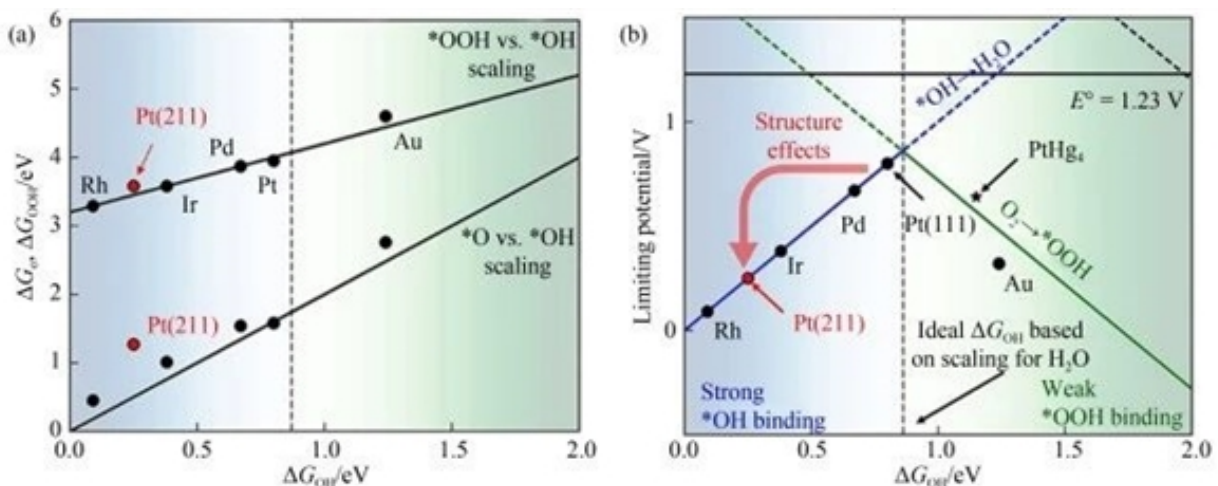 (a)
6
5
4
3
2
1
0
ΔG_o, ΔG_OOH/eV
*OOH vs. *OH
scaling
Pt(211)
Pd
Au
Rh
Ir
Pt
*O vs. *OH
scaling
Pt(211)
0
0.5
1.0
1.5
2.0
ΔG_OH/eV
(b)
1
0
Limiting potential/V
*OH→H₂O
E° = 1.23 V
Structure
effects
PtHg₄
O₂→*OOH
Pd
Pt(111)
Ir
Au
Rh
Pt(211)
Ideal ΔG_OH based
on scaling for H₂O
Strong
*OH binding
Weak
*OOH binding
0.0
0.5
1.0
1.5
2.0
ΔG_OH/eV